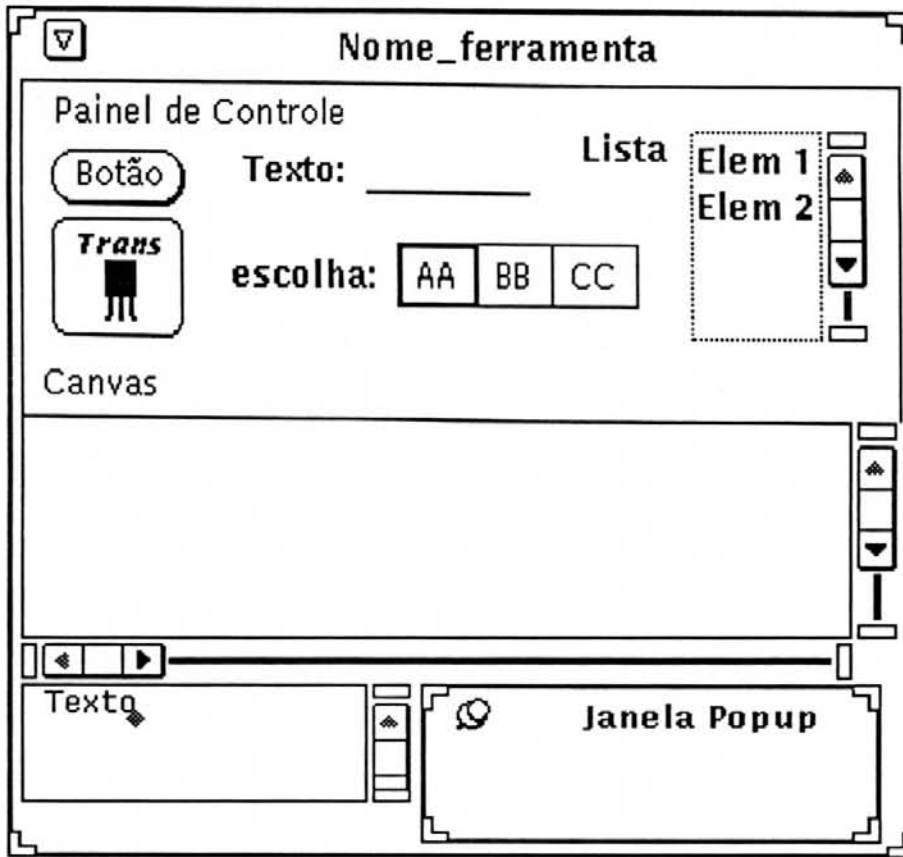 Nome_ferramenta
Painel de Controle
Botão
Texto:
Lista
Elem 1
Elem 2
Trans
escolha:
AA BB CC
Canvas
Texto
Janela Popup